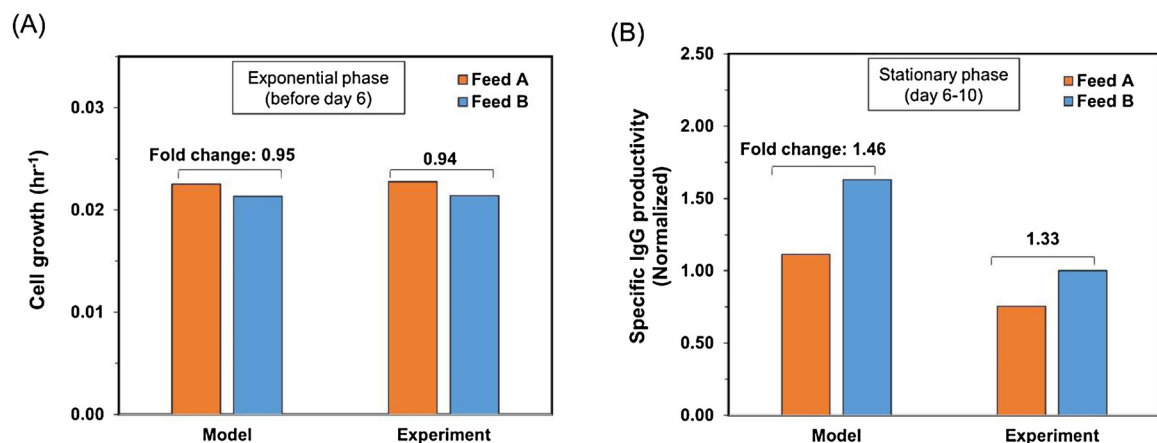 (A)
Exponential phase
(before day 6)
Feed A
Feed B
Fold change: 0.95
0.94
0.03
0.02
0.01
0.00
Cell growth (hr⁻¹)
Model
Experiment
(B)
Stationary phase
(day 6-10)
Feed A
Feed B
Fold change: 1.46
1.33
2.50
2.00
1.50
1.00
0.50
0.00
Specific IgG productivity
(Normalized)
Model
Experiment